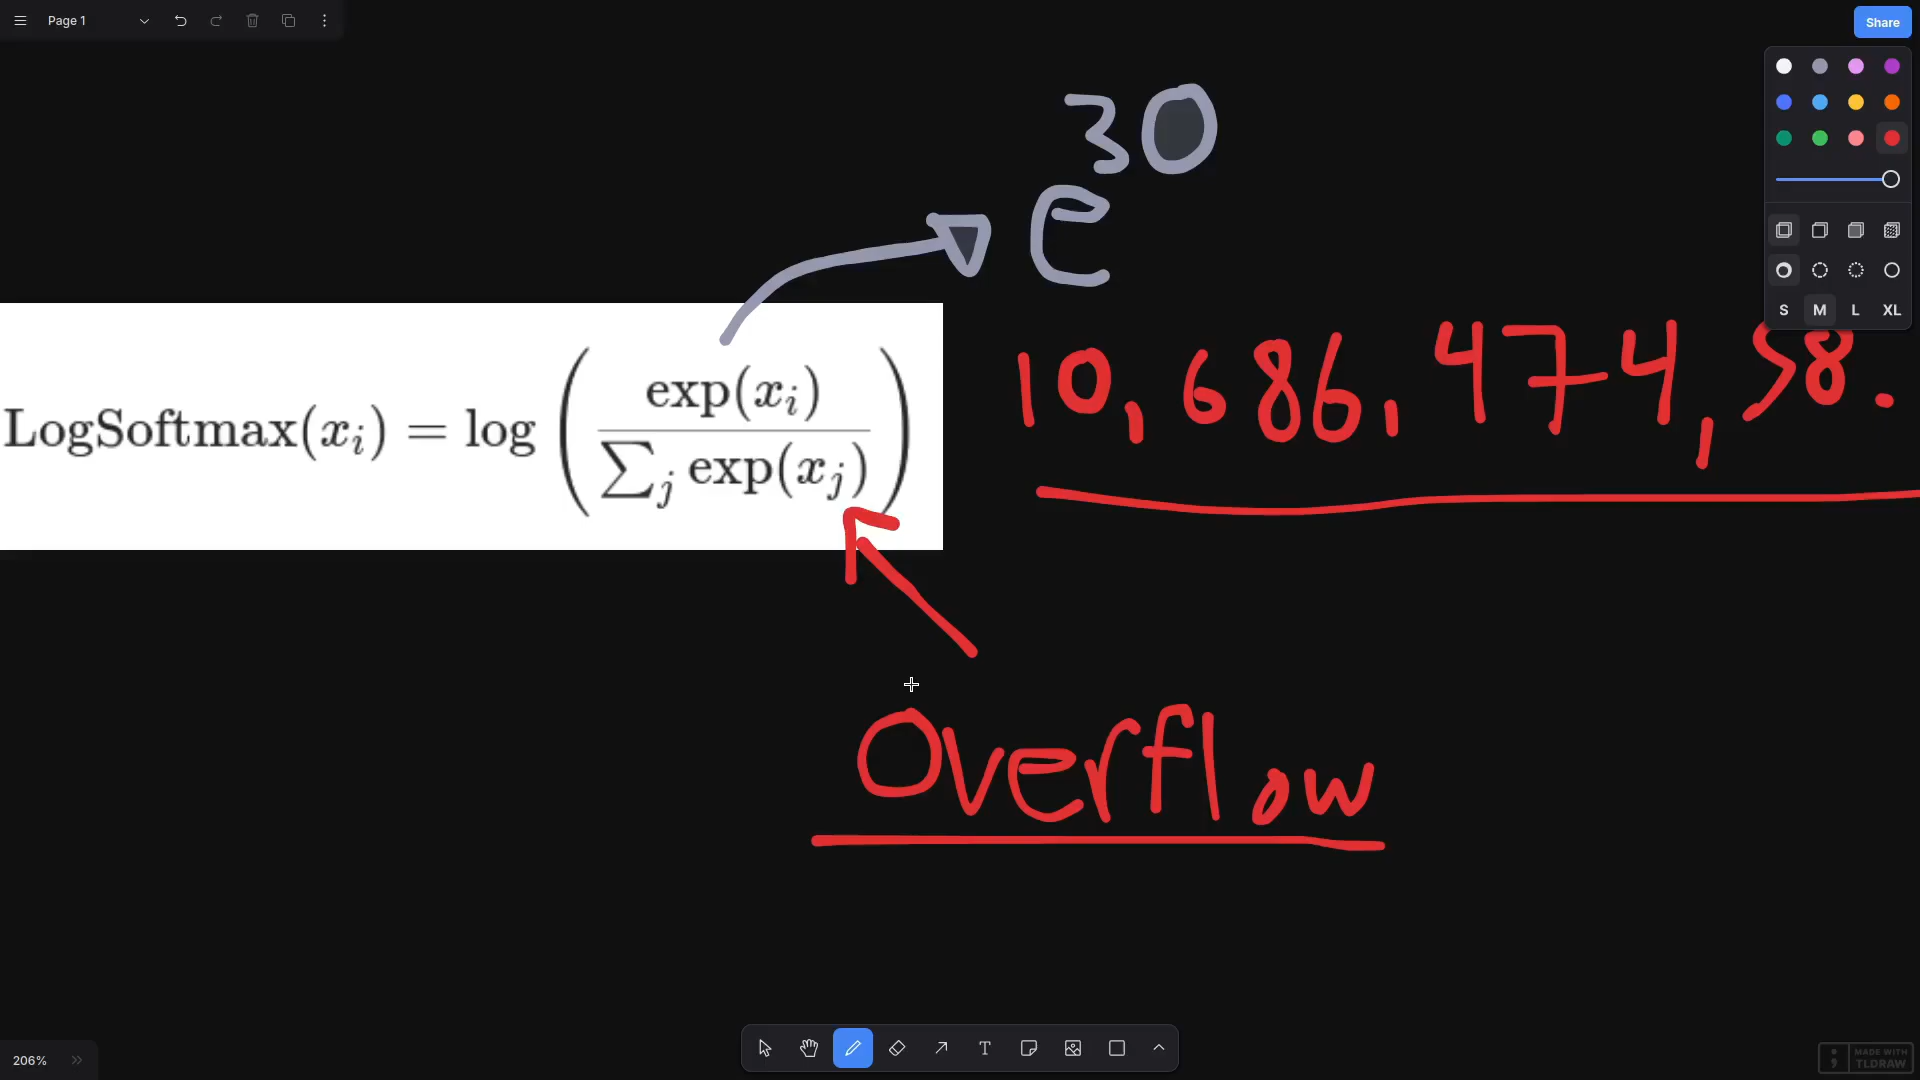 Page 1
Share
30
e
S M L XL
LogSoftmax(x_i) = log ( exp(x_i) / ∑_j exp(x_j) )
10,686,474,58.
Overflow
206%
T
MADE WITH
TLDRAW